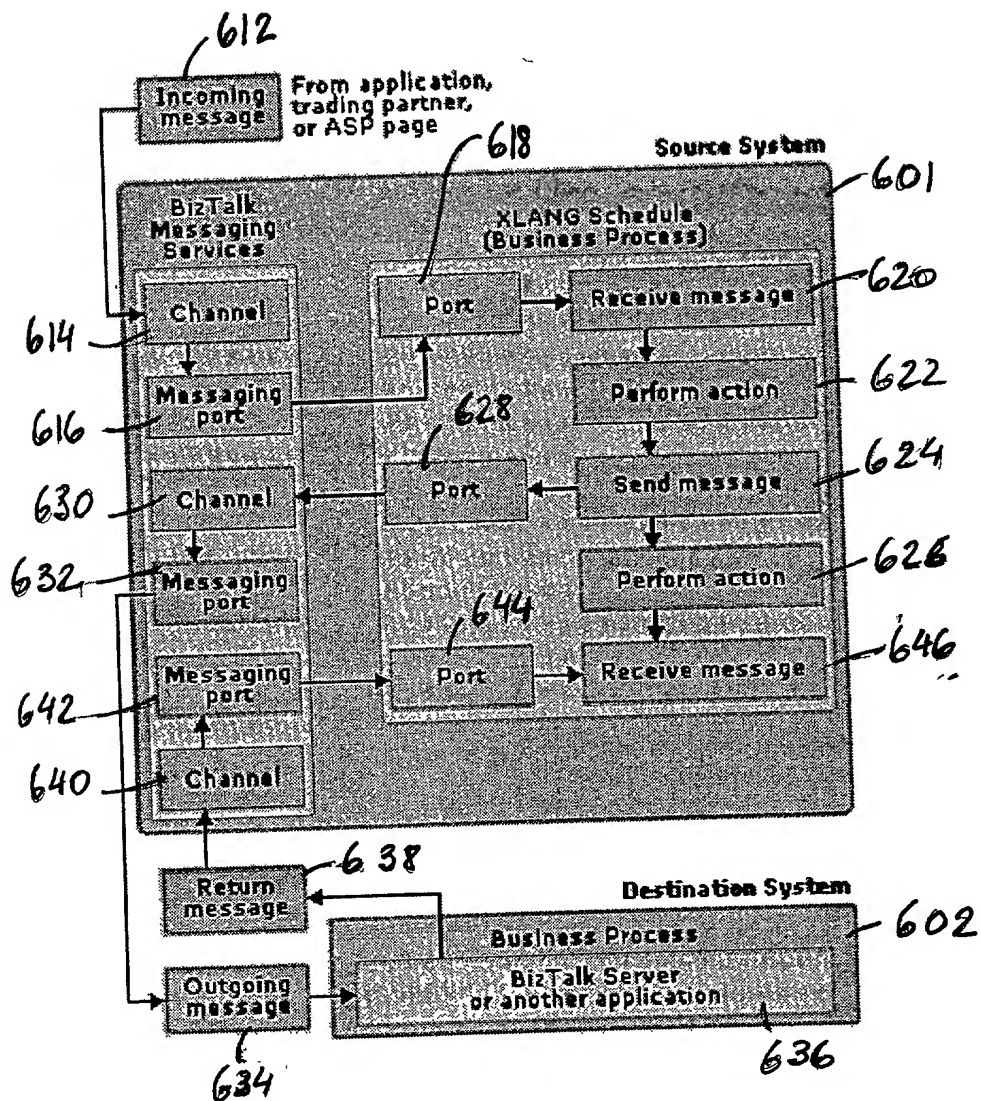 612
Incoming
message
From application,
trading partner,
or ASP page
618
Source System
601
BizTalk
Messaging
Services
XLANG Schedule
(Business Process)
Channel
614
Port
Receive message
620
Messaging
port
616
Perform action
622
628
Channel
630
Port
Send message
624
Messaging
port
632
Perform action
626
644
Messaging
port
642
Port
Receive message
646
Channel
640
Return
message
638
Destination System
602
Business Process
BizTalk Server
or another application
636
Outgoing
message
634